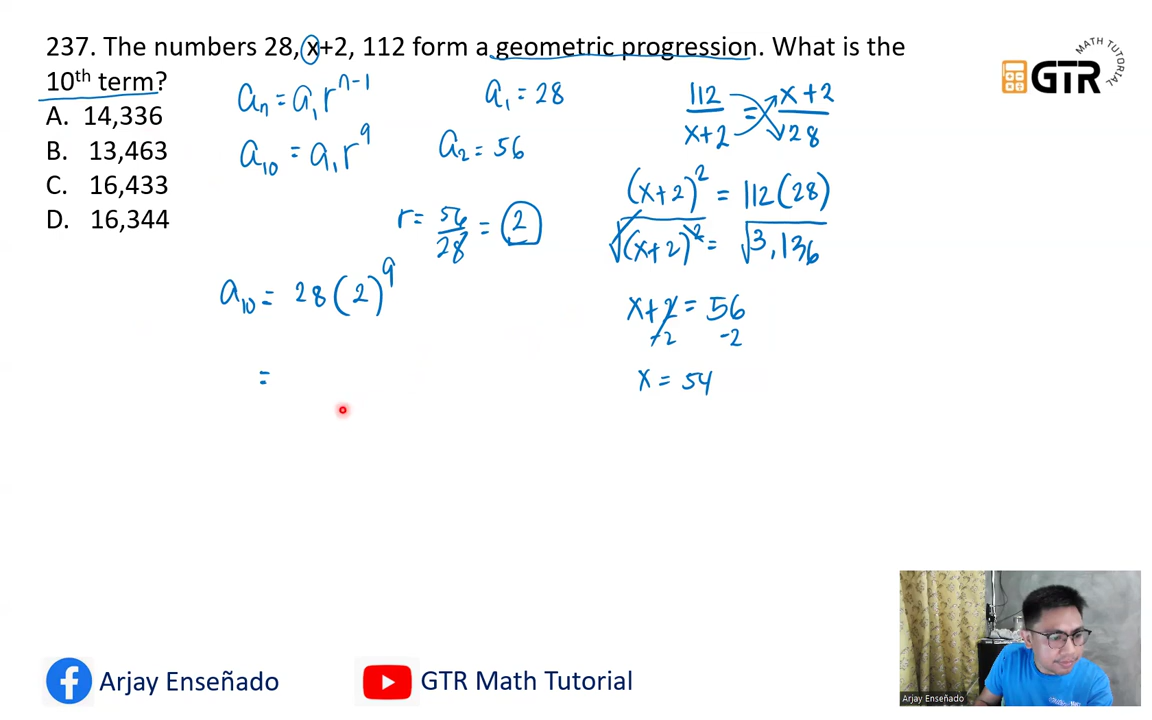 237. The numbers 28, x+2, 112 form a geometric progression. What is the
10th term?
A. 14,336
B. 13,463
C. 16,433
D. 16,344
MATH TUTORIAL
GTR
aₙ = a₁rⁿ⁻¹
a₁₀ = a₁r⁹
a₁ = 28
a₂ = 56
r = 56/28 = 2
a₁₀ = 28(2)⁹
=
112/x+2 = x+2/28
(x+2)² = 112(28)
√(x+2)² = √3,136
x+2 = 56
-2 -2
x = 54
Arjay Enseñado
GTR Math Tutorial
Arjay Enseñado